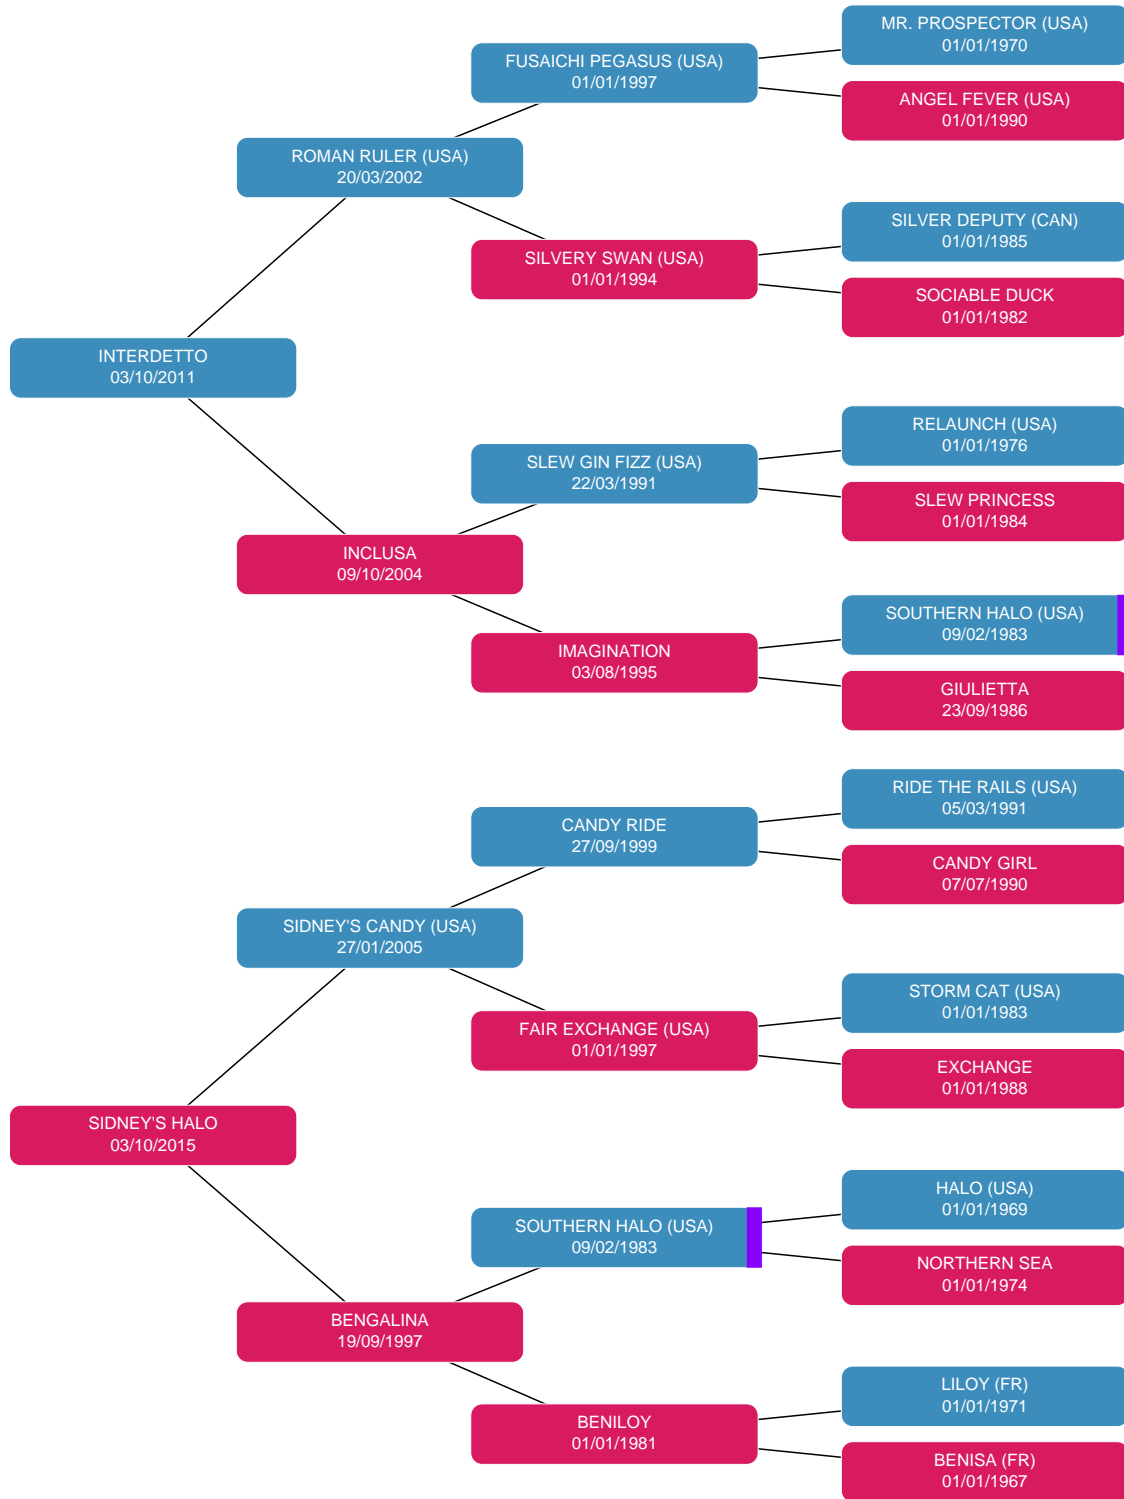 MR. PROSPECTOR (USA)
01/01/1970
FUSAICHI PEGASUS (USA)
01/01/1997
ANGEL FEVER (USA)
01/01/1990
ROMAN RULER (USA)
20/03/2002
SILVER DEPUTY (CAN)
01/01/1985
SILVERY SWAN (USA)
01/01/1994
SOCIABLE DUCK
01/01/1982
INTERDETTO
03/10/2011
RELAUNCH (USA)
01/01/1976
SLEW GIN FIZZ (USA)
22/03/1991
SLEW PRINCESS
01/01/1984
INCLUSA
09/10/2004
SOUTHERN HALO (USA)
09/02/1983
IMAGINATION
03/08/1995
GIULIETTA
23/09/1986
RIDE THE RAILS (USA)
05/03/1991
CANDY RIDE
27/09/1999
CANDY GIRL
07/07/1990
SIDNEY'S CANDY (USA)
27/01/2005
STORM CAT (USA)
01/01/1983
FAIR EXCHANGE (USA)
01/01/1997
EXCHANGE
01/01/1988
SIDNEY'S HALO
03/10/2015
HALO (USA)
01/01/1969
SOUTHERN HALO (USA)
09/02/1983
NORTHERN SEA
01/01/1974
BENGALINA
19/09/1997
LILOY (FR)
01/01/1971
BENILOY
01/01/1981
BENISA (FR)
01/01/1967